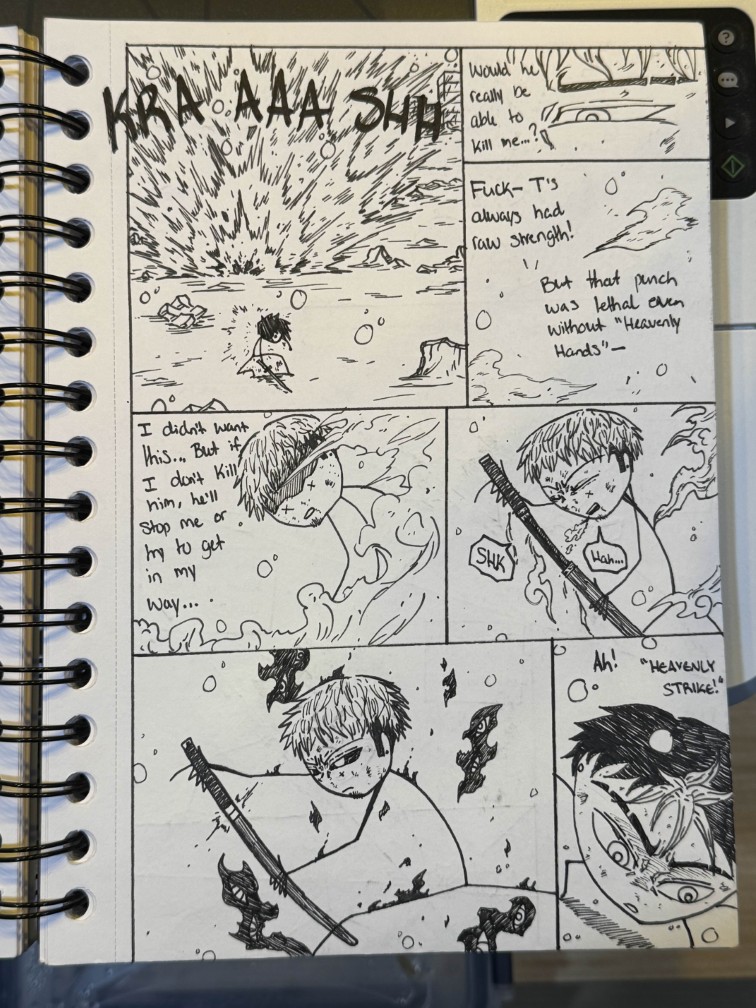 KRA AAA SHH
Would he
really be
able to
kill me...?
Fuck- T's
always had
raw strength!
But that punch
was lethal even
without "Heavenly
Hands"-
I didn't want
this... But if
I don't kill
him, he'll
stop me or
try to get
in my
way...
SHK
Hah...
Ah!
"HEAVENLY
STRIKE!"